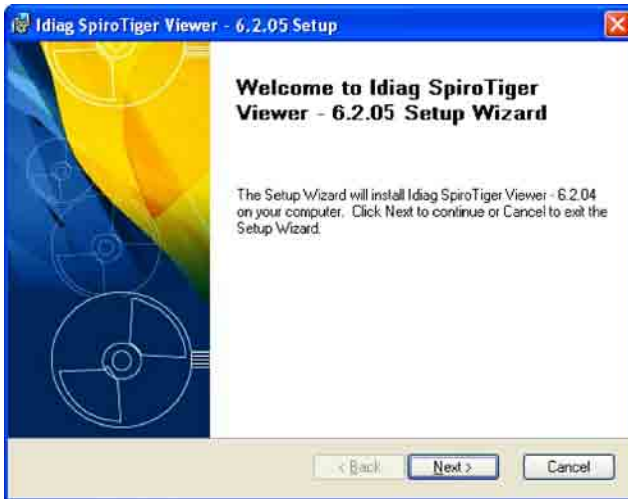 Idiag SpiroTiger Viewer - 6.2.05 Setup
Welcome to Idiag SpiroTiger
Viewer - 6.2.05 Setup Wizard
The Setup Wizard will install Idiag SpiroTiger Viewer - 6.2.04
on your computer. Click Next to continue or Cancel to exit the
Setup Wizard.
< Back Next > Cancel